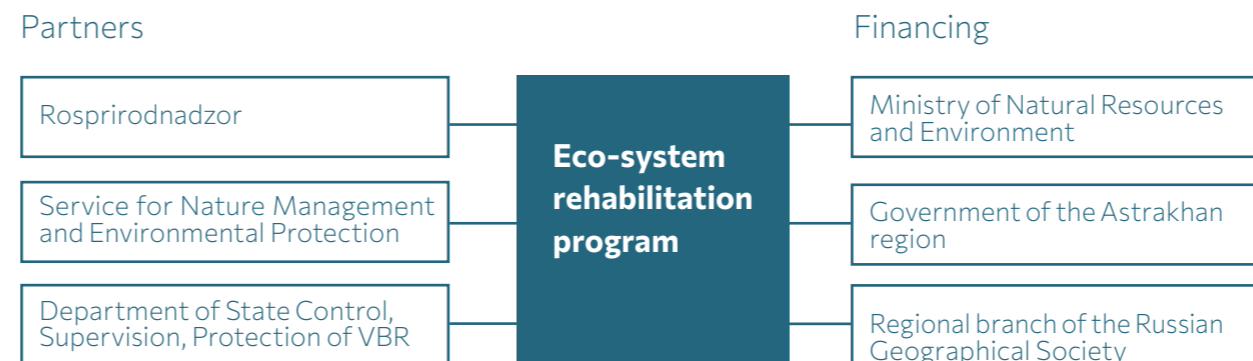 Partners
Financing
Rosprirodnadzor
Service for Nature Management
and Environmental Protection
Department of State Control,
Supervision, Protection of VBR
Eco-system
rehabilitation
program
Ministry of Natural Resources
and Environment
Government of the Astrakhan
region
Regional branch of the Russian
Geographical Society